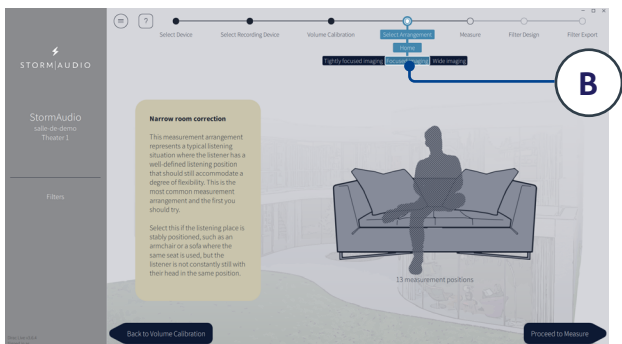 ?
Select Device
Select Recording Device
Volume Calibration
Select Arrangement
Measure
Filter Design
Filter Export
Home
Tightly focused imaging
Focused imaging
Wide imaging
B
STORM|AUDIO
StormAudio
salle-de-demo
Theater 1
Filters
Narrow room correction
This measurement arrangement
represents a typical listening
situation where the listener has a
well-defined listening position
that should still accommodate a
degree of flexibility. This is the
most common measurement
arrangement and the first you
should try.
Select this if the listening place is
stably positioned, such as an
armchair or a sofa where the
same seat is used, but the
listener is not constantly still with
their head in the same position.
13 measurement positions
Back to Volume Calibration
Proceed to Measure